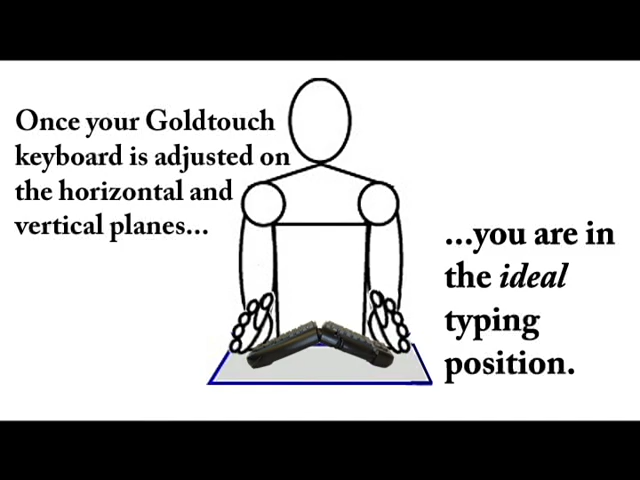 Once your Goldtouch
keyboard is adjusted on
the horizontal and
vertical planes...
...you are in
the ideal
typing
position.